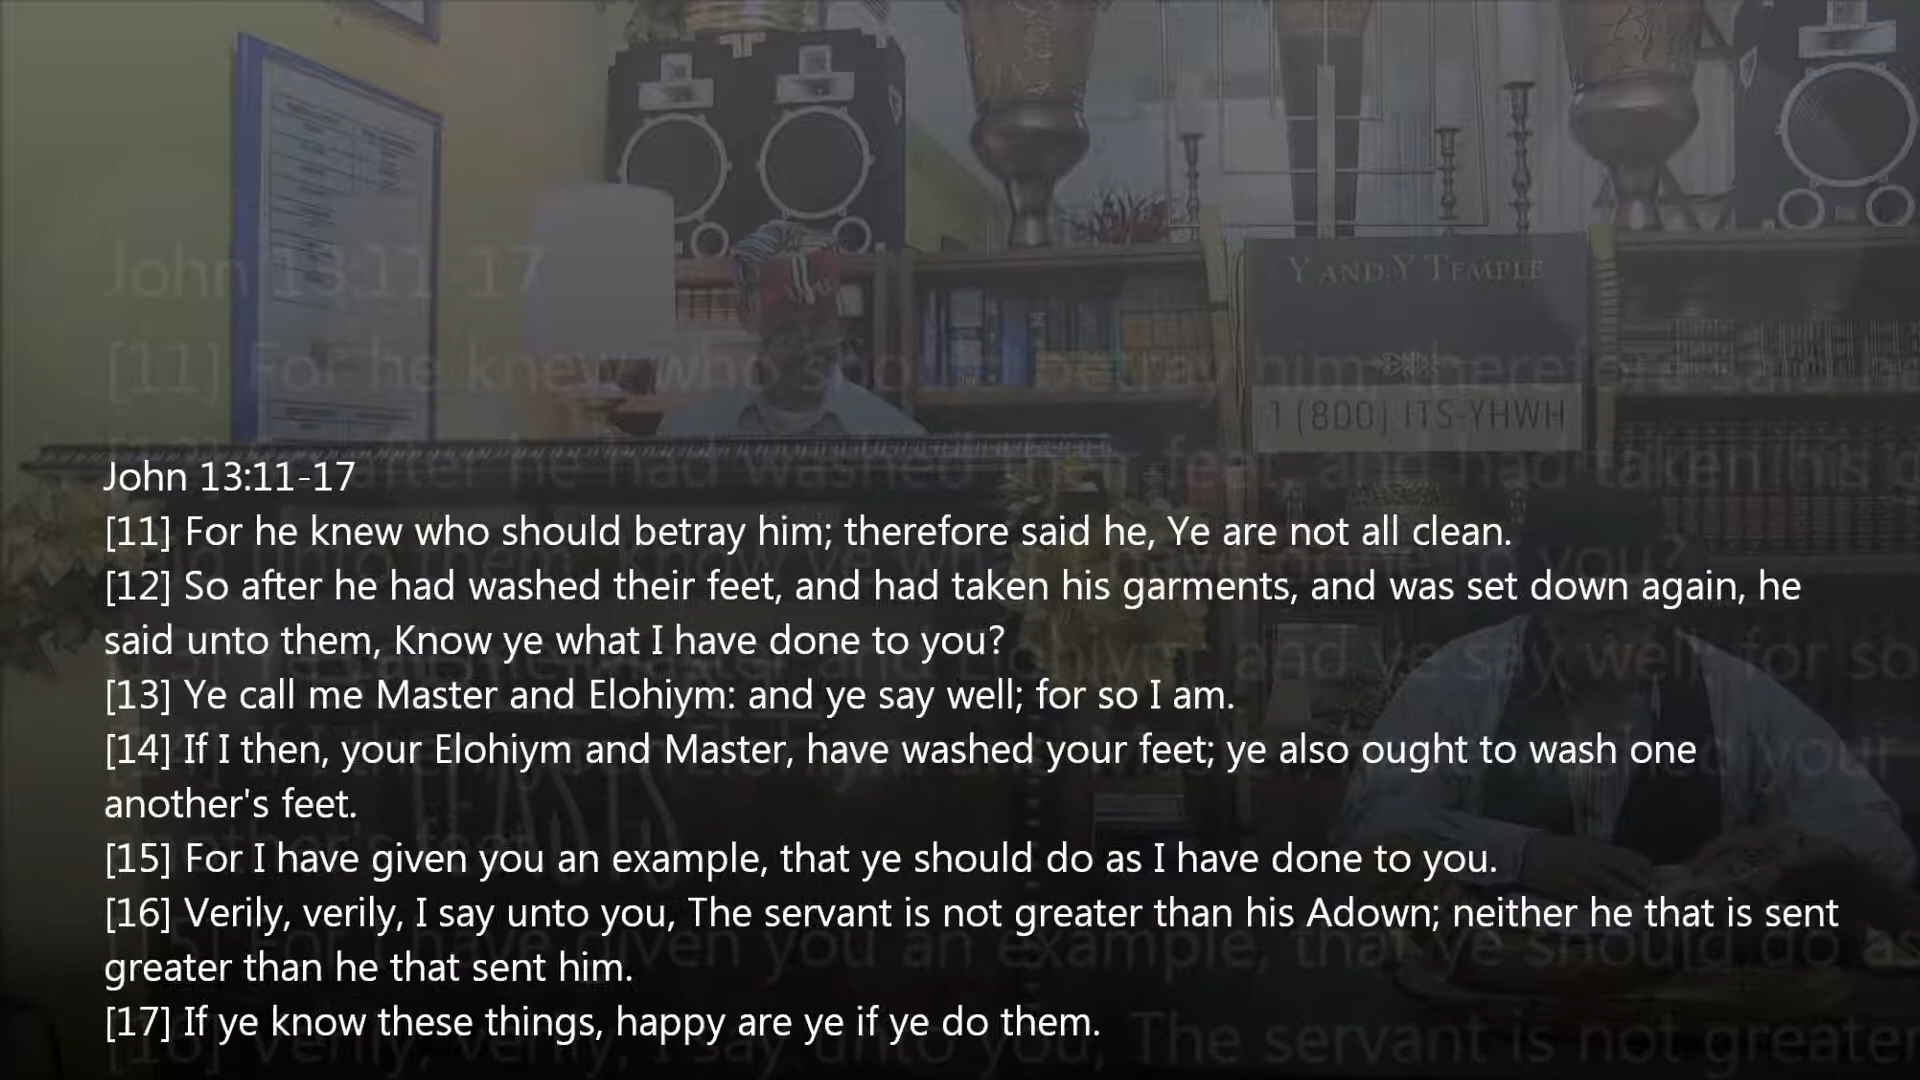 Y AND Y TEMPLE
1 (800) ITS-YHWH
John 13:11-17
[11] For he knew who should betray him; therefore said he, Ye are not all clean.
[12] So after he had washed their feet, and had taken his garments, and was set down again, he
said unto them, Know ye what I have done to you?
[13] Ye call me Master and Elohiym: and ye say well; for so I am.
[14] If I then, your Elohiym and Master, have washed your feet; ye also ought to wash one
another's feet.
[15] For I have given you an example, that ye should do as I have done to you.
[16] Verily, verily, I say unto you, The servant is not greater than his Adown; neither he that is sent
greater than he that sent him.
[17] If ye know these things, happy are ye if ye do them.